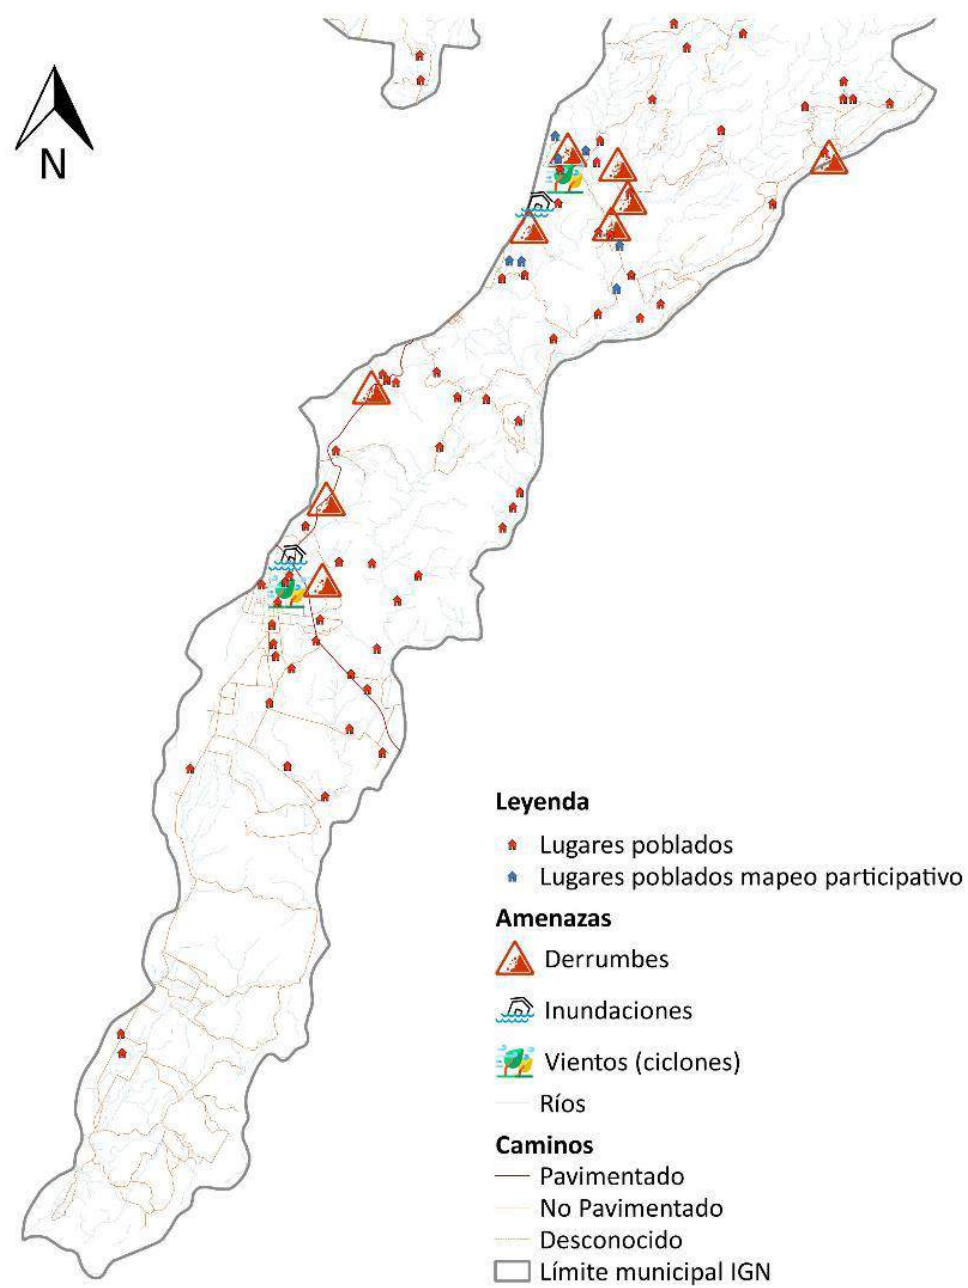 N
Leyenda
Lugares poblados
Lugares poblados mapeo participativo
Amenazas
Derrumbes
Inundaciones
Vientos (ciclones)
Ríos
Caminos
Pavimentado
No Pavimentado
Desconocido
Límite municipal IGN